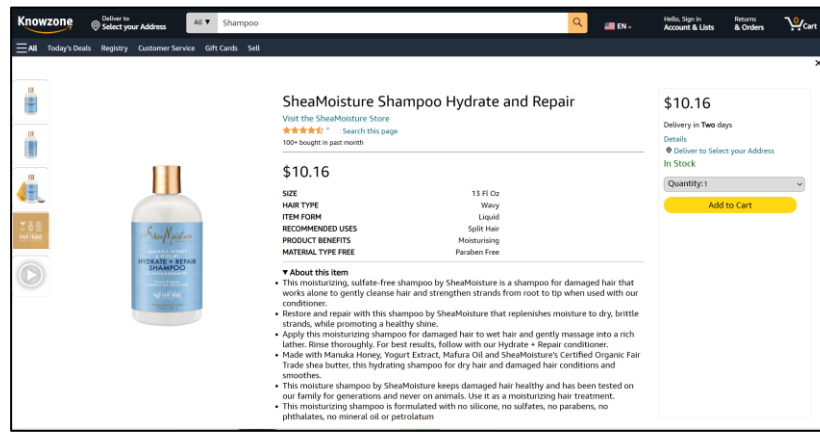 Knowzone
Deliver to
Select your Address
All ▼
Shampoo
EN
Hello, Sign in
Account & Lists
Returns
& Orders
0
Cart
All
Today's Deals
Registry
Customer Service
Gift Cards
Sell
x
SheaMoisture Shampoo Hydrate and Repair
Visit the SheaMoisture Store
Search this page
100+ bought in past month
$10.16
SIZE 13 Fl Oz
HAIR TYPE Wavy
ITEM FORM Liquid
RECOMMENDED USES Split Hair
PRODUCT BENEFITS Moisturising
MATERIAL TYPE FREE Paraben Free
▼ About this item
• This moisturizing, sulfate-free shampoo by SheaMoisture is a shampoo for damaged hair that
works alone to gently cleanse hair and strengthen strands from root to tip when used with our
conditioner.
• Restore and repair with this shampoo by SheaMoisture that replenishes moisture to dry, brittle
strands, while promoting a healthy shine.
• Apply this moisturizing shampoo for damaged hair to wet hair and gently massage into a rich
lather. Rinse thoroughly. For best results, follow with our Hydrate + Repair conditioner.
• Made with Manuka Honey, Yogurt Extract, Mafura Oil and SheaMoisture's Certified Organic Fair
Trade shea butter, this hydrating shampoo for dry hair and damaged hair conditions and
smoothes.
• This moisture shampoo by SheaMoisture keeps damaged hair healthy and has been tested on
our family for generations and never on animals. Use it as a moisturizing hair treatment.
• This moisturizing shampoo is formulated with no silicone, no sulfates, no parabens, no
phthalates, no mineral oil or petrolatum
$10.16
Delivery in Two days
Details
Deliver to Select your Address
In Stock
Quantity:1
Add to Cart
SheaMoisture
MANUKA HONEY
& YOGURT
HYDRATE + REPAIR
SHAMPOO
FAIR TRADE